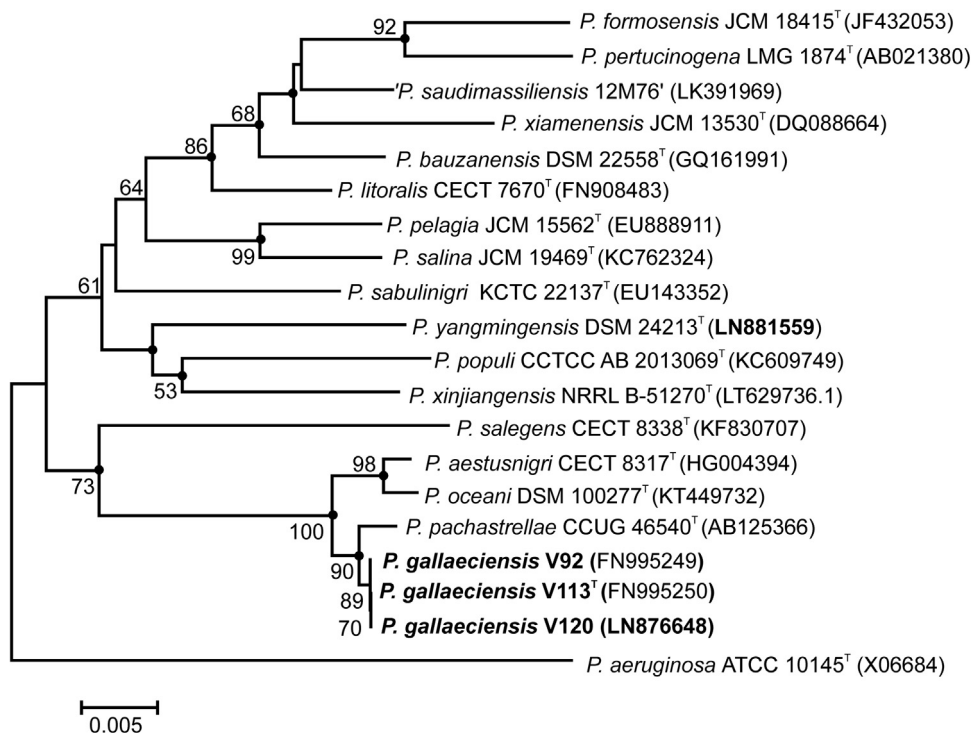 92
P. formosensis JCM 18415ᵀ (JF432053)
P. pertucinogena LMG 1874ᵀ (AB021380)
'P. saudimassiliensis 12M76' (LK391969)
68
P. xiamenensis JCM 13530ᵀ (DQ088664)
86
P. bauzanensis DSM 22558ᵀ (GQ161991)
64
P. litoralis CECT 7670ᵀ (FN908483)
P. pelagia JCM 15562ᵀ (EU888911)
99
P. salina JCM 19469ᵀ (KC762324)
61
P. sabulinigri KCTC 22137ᵀ (EU143352)
P. yangmingensis DSM 24213ᵀ (LN881559)
P. populi CCTCC AB 2013069ᵀ (KC609749)
53
P. xinjiangensis NRRL B-51270ᵀ (LT629736.1)
P. salegens CECT 8338ᵀ (KF830707)
73
98
P. aestusnigri CECT 8317ᵀ (HG004394)
P. oceani DSM 100277ᵀ (KT449732)
100
P. pachastrellae CCUG 46540ᵀ (AB125366)
90
P. gallaeciensis V92 (FN995249)
89
P. gallaeciensis V113ᵀ (FN995250)
70
P. gallaeciensis V120 (LN876648)
P. aeruginosa ATCC 10145ᵀ (X06684)
0.005